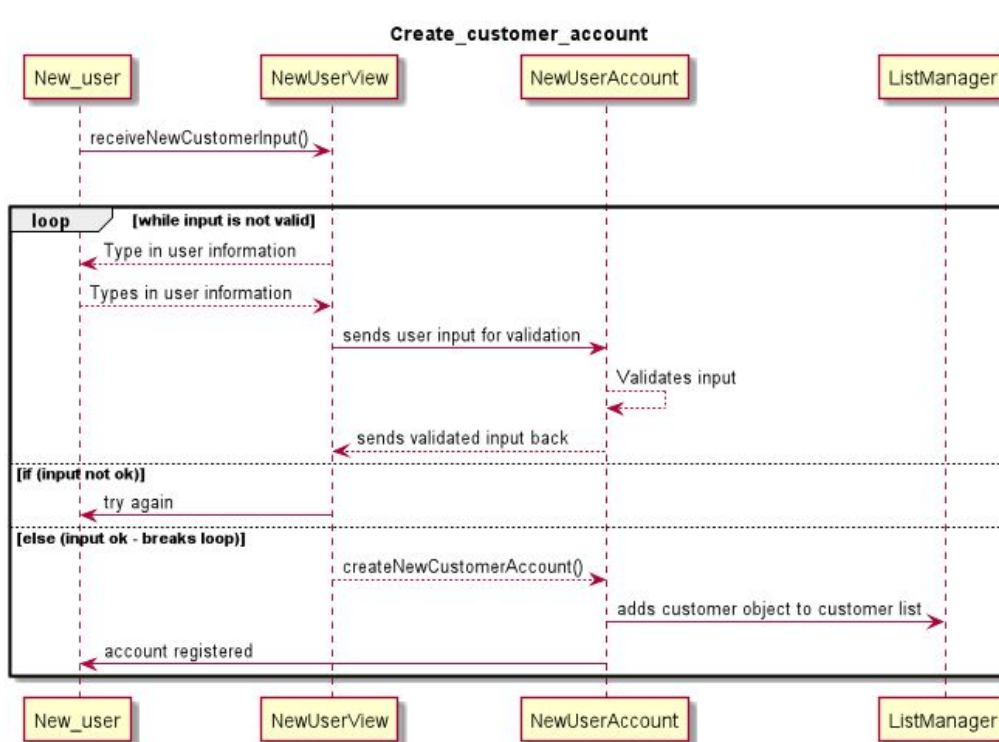 Create_customer_account
New_user NewUserView NewUserAccount ListManager
receiveNewCustomerInput()
loop [while input is not valid]
Type in user information
Types in user information
sends user input for validation
Validates input
sends validated input back
[if (input not ok)]
try again
[else (input ok - breaks loop)]
createNewCustomerAccount()
adds customer object to customer list
account registered
New_user NewUserView NewUserAccount ListManager